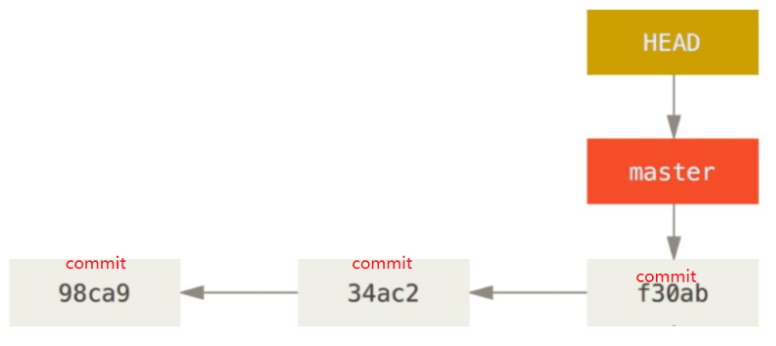 HEAD
master
commit
98ca9
commit
34ac2
commit
f30ab